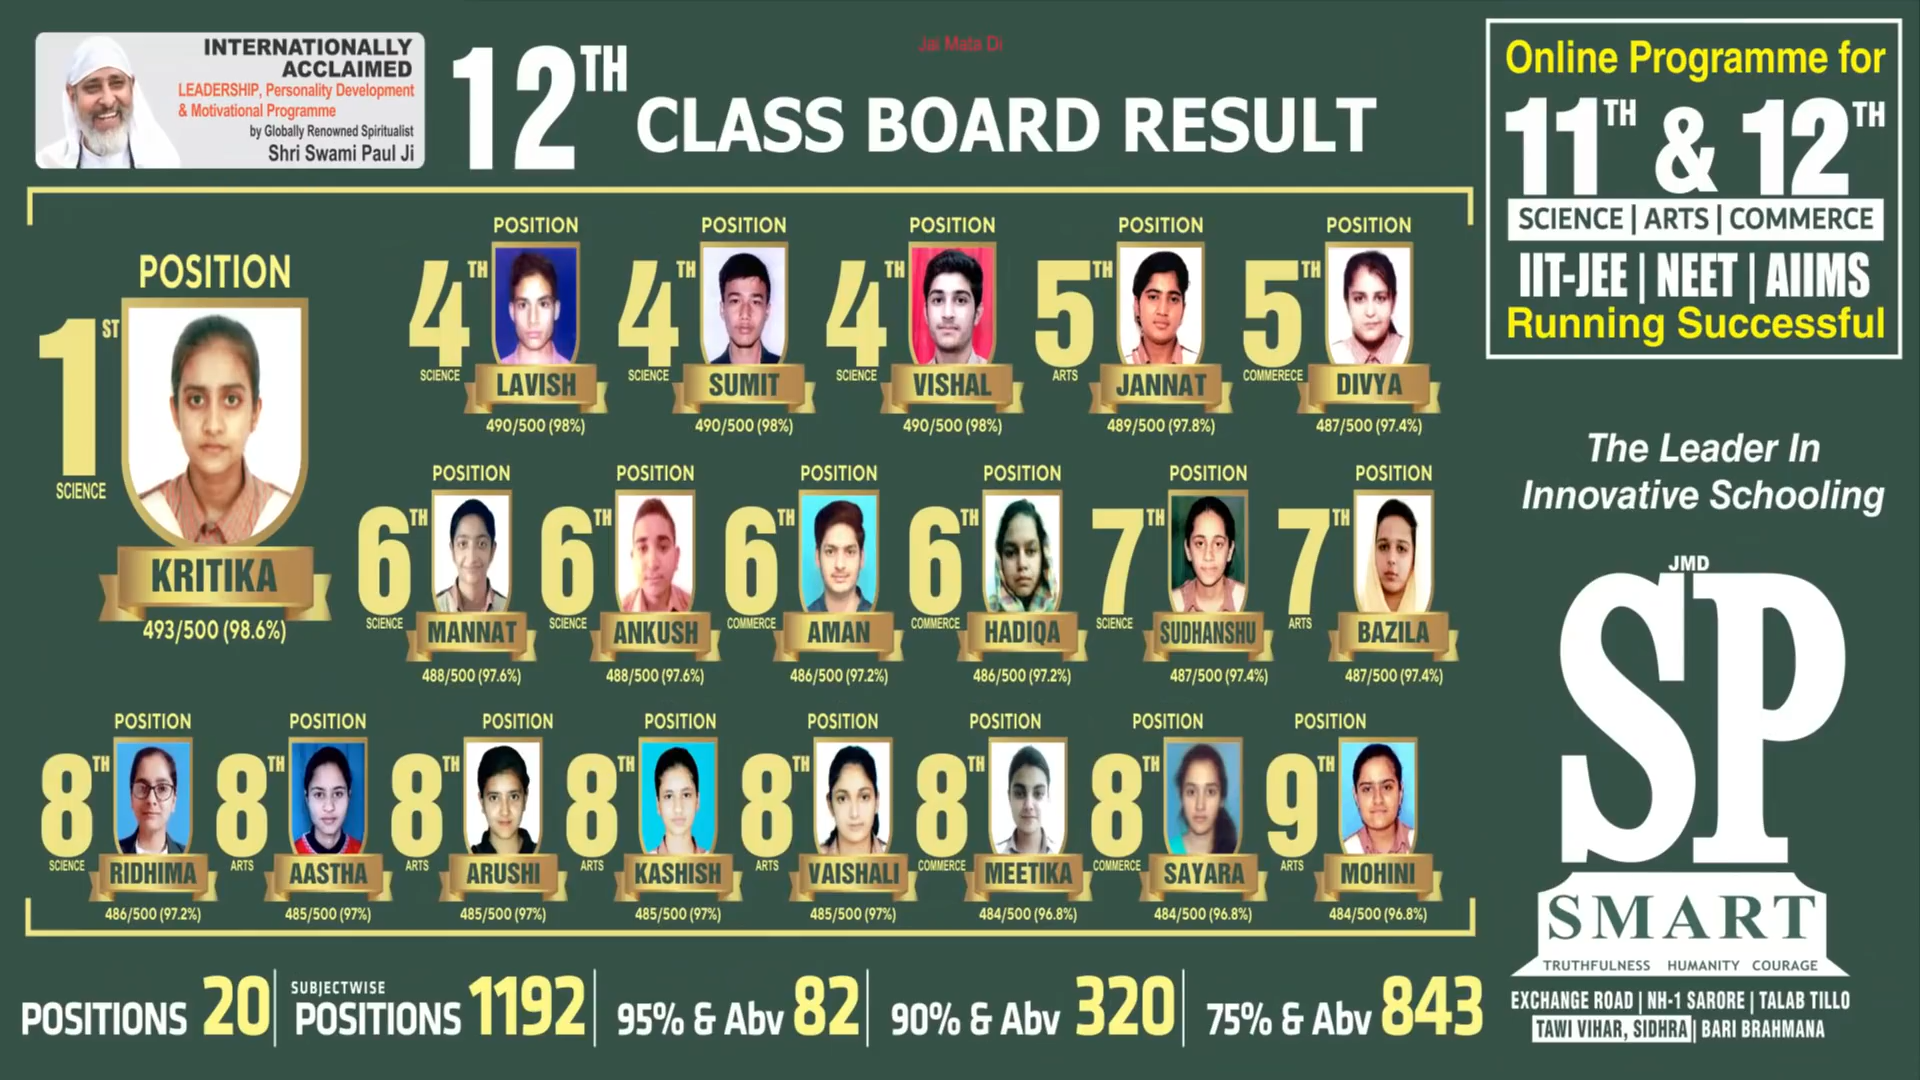 INTERNATIONALLY
ACCLAIMED
LEADERSHIP, Personality Development
& Motivational Programme
by Globally Renowned Spiritualist
Shri Swami Paul Ji
Jai Mata Di
12TH CLASS BOARD RESULT
Online Programme for
11TH & 12TH
SCIENCE | ARTS | COMMERCE
IIT-JEE | NEET | AIIMS
Running Successful
POSITION
1ST
SCIENCE
KRITIKA
493/500 (98.6%)
POSITION
4TH
SCIENCE
LAVISH
490/500 (98%)
POSITION
4TH
SCIENCE
SUMIT
490/500 (98%)
POSITION
4TH
SCIENCE
VISHAL
490/500 (98%)
POSITION
5TH
ARTS
JANNAT
489/500 (97.8%)
POSITION
5TH
COMMERECE
DIVYA
487/500 (97.4%)
POSITION
6TH
SCIENCE
MANNAT
488/500 (97.6%)
POSITION
6TH
SCIENCE
ANKUSH
488/500 (97.6%)
POSITION
6TH
COMMERCE
AMAN
486/500 (97.2%)
POSITION
6TH
COMMERCE
HADIQA
486/500 (97.2%)
POSITION
7TH
SCIENCE
SUDHANSHU
487/500 (97.4%)
POSITION
7TH
ARTS
BAZILA
487/500 (97.4%)
POSITION
8TH
SCIENCE
RIDHIMA
486/500 (97.2%)
POSITION
8TH
ARTS
AASTHA
485/500 (97%)
POSITION
8TH
ARTS
ARUSHI
485/500 (97%)
POSITION
8TH
ARTS
KASHISH
485/500 (97%)
POSITION
8TH
ARTS
VAISHALI
485/500 (97%)
POSITION
8TH
COMMERCE
MEETIKA
484/500 (96.8%)
POSITION
8TH
COMMERCE
SAYARA
484/500 (96.8%)
POSITION
9TH
ARTS
MOHINI
484/500 (96.8%)
POSITIONS 20
SUBJECTWISE
POSITIONS 1192
95% & Abv 82
90% & Abv 320
75% & Abv 843
The Leader In
Innovative Schooling
JMD
SP
SMART
TRUTHFULNESS HUMANITY COURAGE
EXCHANGE ROAD | NH-1 SARORE | TALAB TILLO
TAWI VIHAR, SIDHRA | BARI BRAHMANA